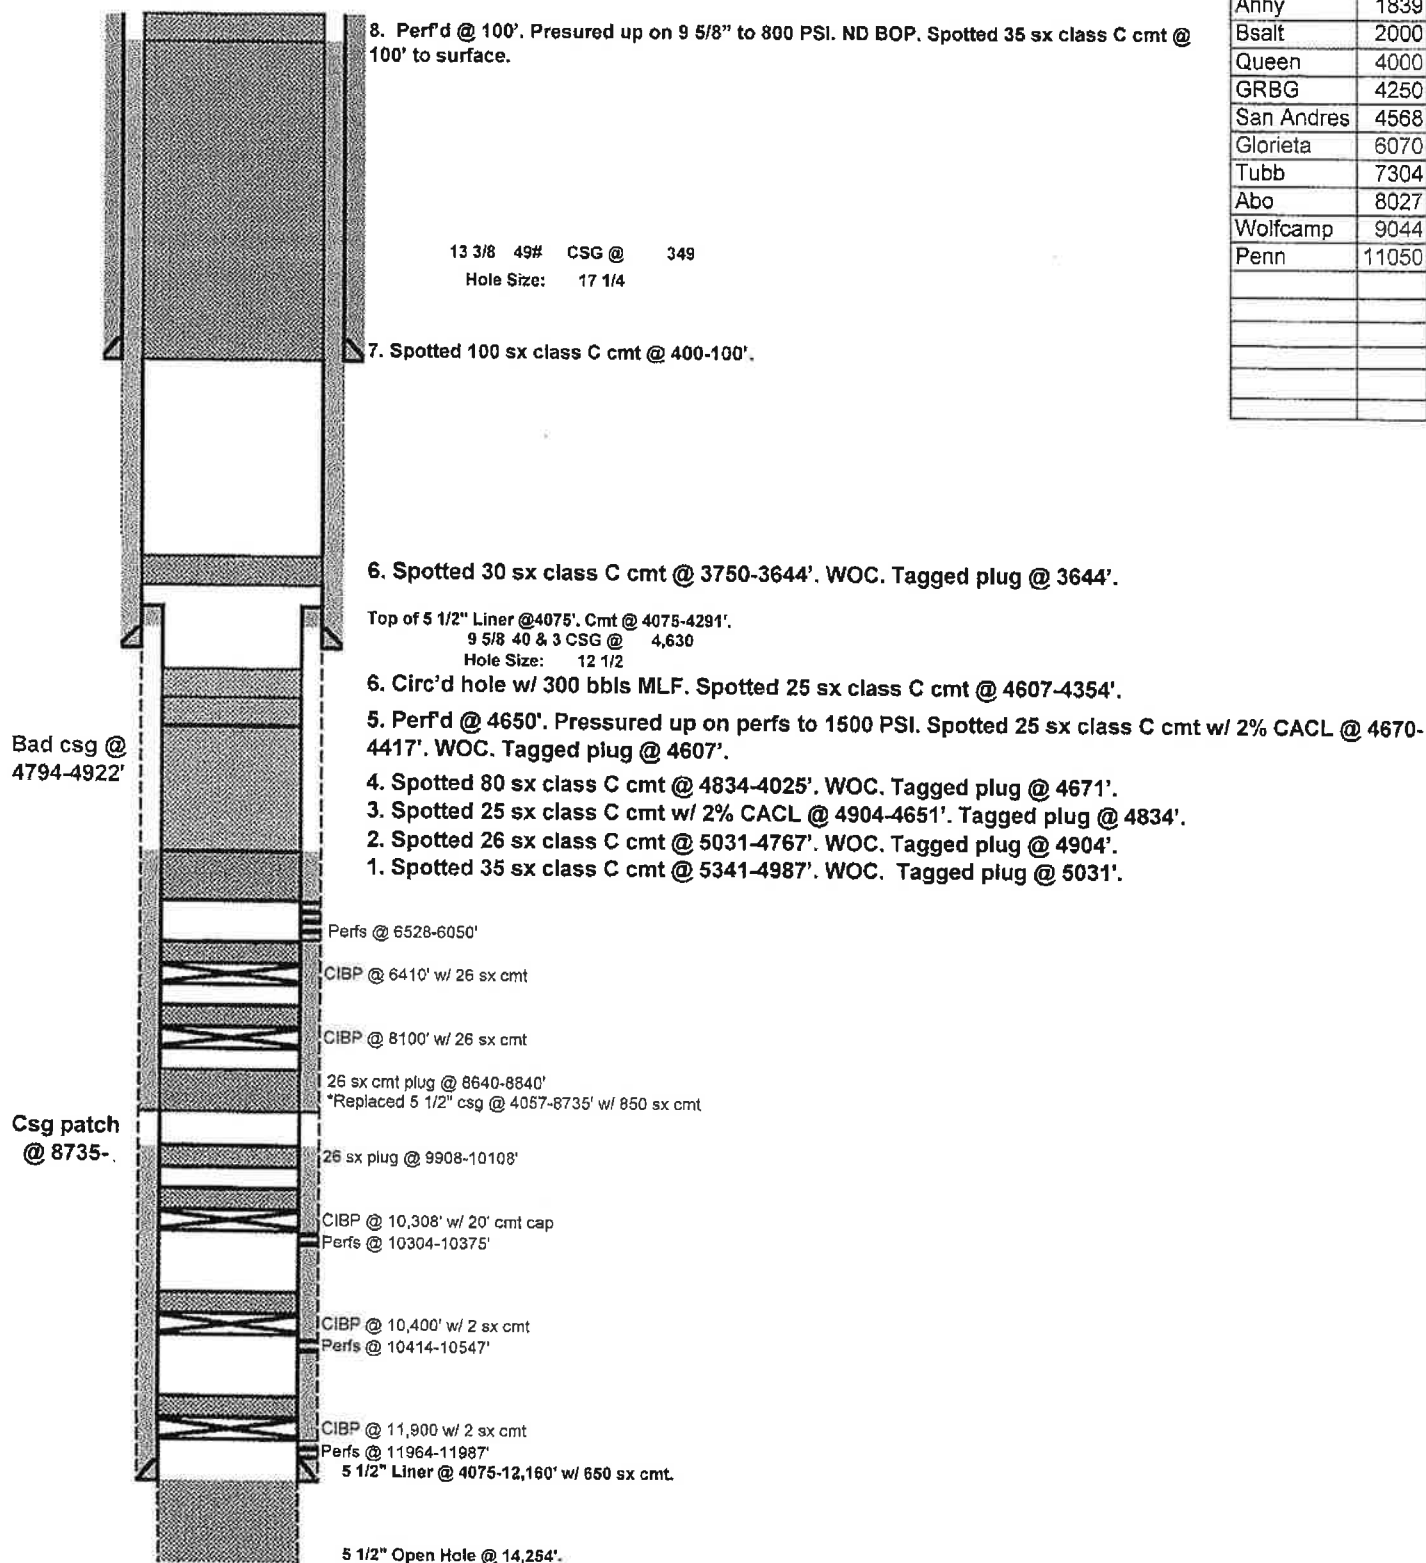 8. Perf'd @ 100'. Presured up on 9 5/8” to 800 PSI. ND BOP. Spotted 35 sx class C cmt @
100' to surface.
Anhy 1839
Bsalt 2000
Queen 4000
GRBG 4250
San Andres 4568
Glorieta 6070
Tubb 7304
Abo 8027
Wolfcamp 9044
Penn 11050
13 3/8 49# CSG @ 349
Hole Size: 17 1/4
7. Spotted 100 sx class C cmt @ 400-100'.
6. Spotted 30 sx class C cmt @ 3750-3644’. WOC. Tagged plug @ 3644’.
Top of 5 1/2" Liner @4075'. Cmt @ 4075-4291'.
9 5/8 40 & 3 CSG @ 4,630
Hole Size: 12 1/2
6. Circ’d hole w/ 300 bbls MLF. Spotted 25 sx class C cmt @ 4607-4354’.
5. Perf’d @ 4650’. Pressured up on perfs to 1500 PSI. Spotted 25 sx class C cmt w/ 2% CACL @ 4670-
4417’. WOC. Tagged plug @ 4607’.
Bad csg @
4794-4922'
4. Spotted 80 sx class C cmt @ 4834-4025’. WOC. Tagged plug @ 4671’.
3. Spotted 25 sx class C cmt w/ 2% CACL @ 4904-4651’. Tagged plug @ 4834’.
2. Spotted 26 sx class C cmt @ 5031-4767’. WOC. Tagged plug @ 4904’.
1. Spotted 35 sx class C cmt @ 5341-4987’. WOC. Tagged plug @ 5031’.
Perfs @ 6528-6050'
CIBP @ 6410' w/ 26 sx cmt
CIBP @ 8100' w/ 26 sx cmt
26 sx cmt plug @ 8640-8840'
*Replaced 5 1/2" csg @ 4057-8735' w/ 850 sx cmt
Csg patch
@ 8735-
26 sx plug @ 9908-10108'
CIBP @ 10,308' w/ 20' cmt cap
Perfs @ 10304-10375'
CIBP @ 10,400' w/ 2 sx cmt
Perfs @ 10414-10547'
CIBP @ 11,900 w/ 2 sx cmt
Perfs @ 11964-11987'
5 1/2" Liner @ 4075-12,160' w/ 650 sx cmt.
5 1/2" Open Hole @ 14,254'.